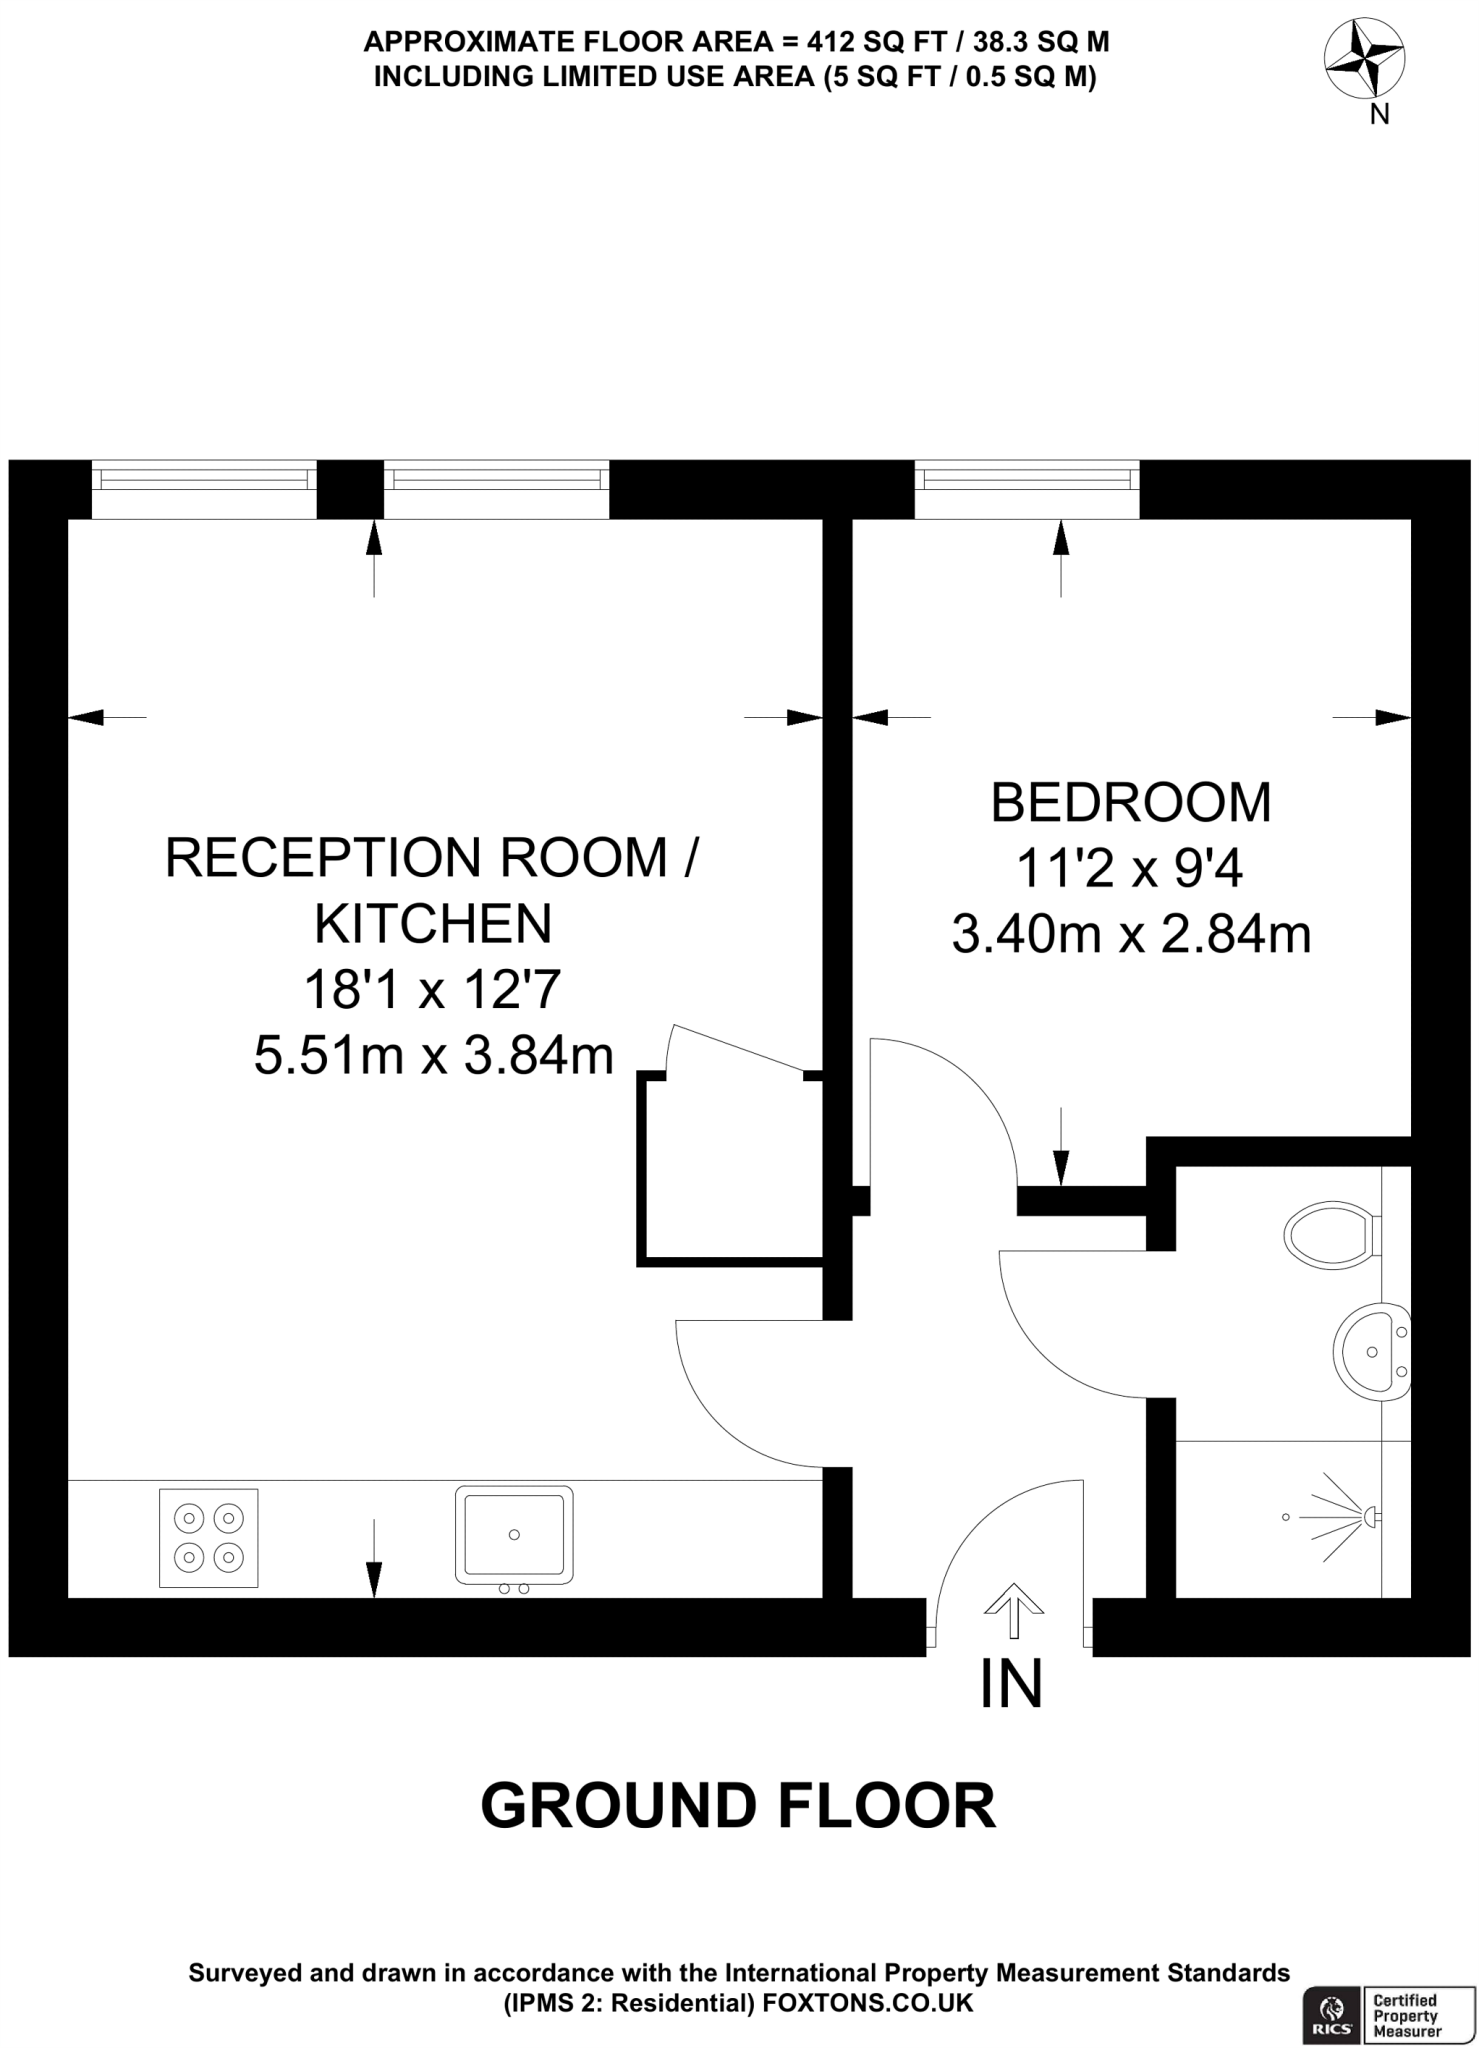 APPROXIMATE FLOOR AREA = 412 SQ FT / 38.3 SQ M
INCLUDING LIMITED USE AREA (5 SQ FT / 0.5 SQ M)
N
RECEPTION ROOM /
KITCHEN
18'1 x 12'7
5.51m x 3.84m
BEDROOM
11'2 x 9'4
3.40m x 2.84m
IN
GROUND FLOOR
Surveyed and drawn in accordance with the International Property Measurement Standards
(IPMS 2: Residential) FOXTONS.CO.UK
RICS
Certified
Property
Measurer